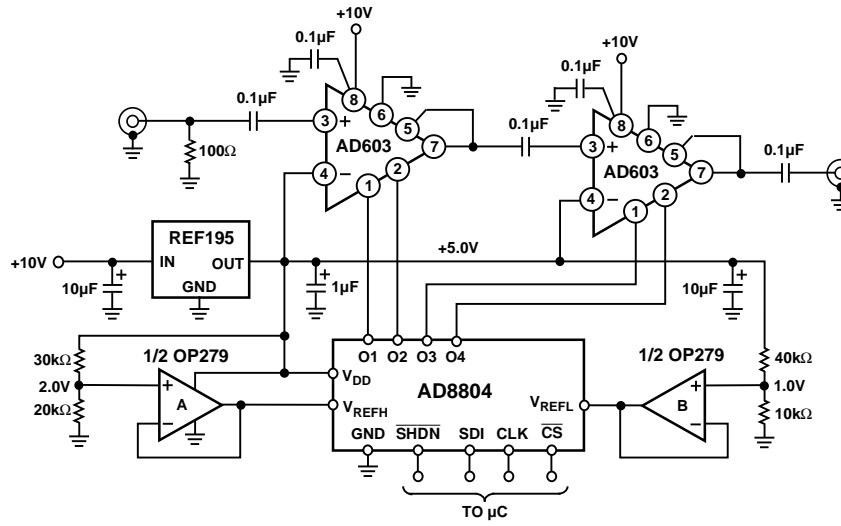 +10V
+10V
0.1µF
0.1µF
0.1µF
0.1µF
0.1µF
8
6
5
3
+
7
AD603
2
4
−
1
8
6
5
3
+
7
AD603
2
4
−
1
100Ω
REF195
+10V
IN
OUT
GND
+5.0V
10µF
+
1µF
+
10µF
+
30kΩ
1/2 OP279
2.0V
20kΩ
+
A
−
O1 O2 O3 O4
VDD
AD8804
VREFH
VREFL
GND SHDN SDI CLK CS
TO µC
1/2 OP279
40kΩ
1.0V
10kΩ
+
B
−